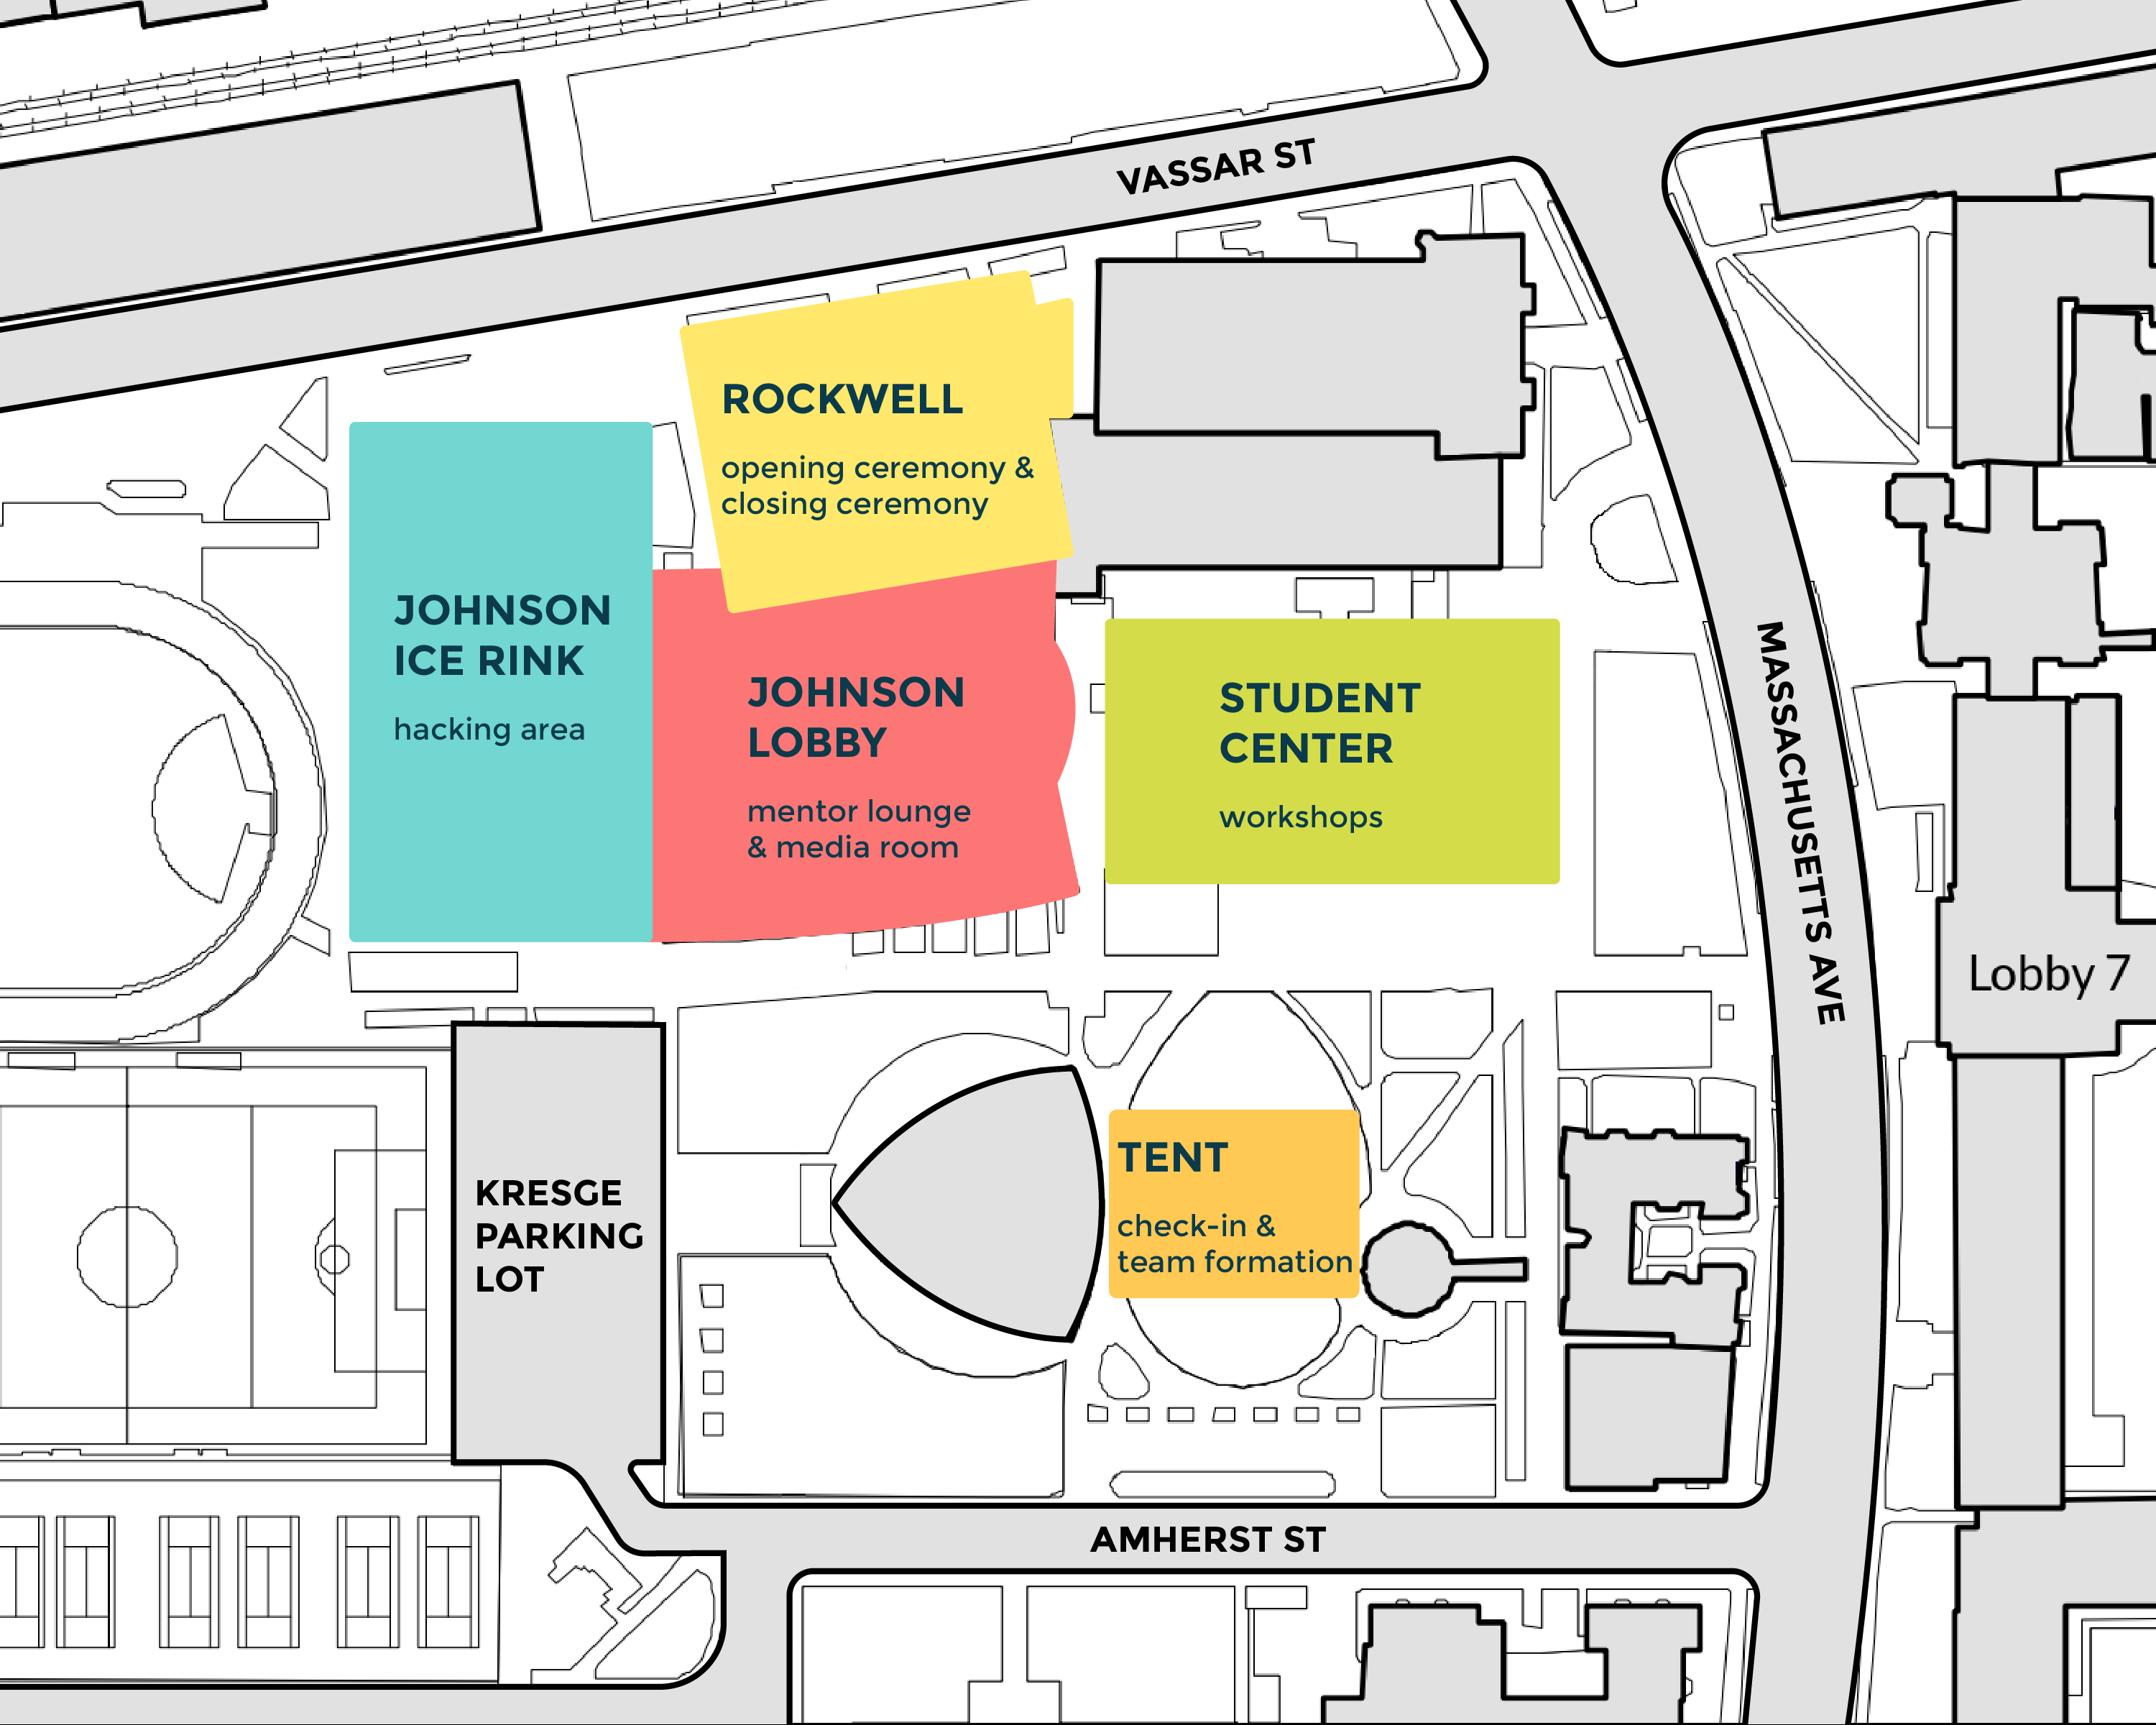 VASSAR ST
ROCKWELL
opening ceremony &
closing ceremony
JOHNSON
ICE RINK
hacking area
JOHNSON
LOBBY
mentor lounge
& media room
STUDENT
CENTER
workshops
MASSACHUSETTS AVE
Lobby 7
TENT
check-in &
team formation
KRESGE
PARKING
LOT
AMHERST ST